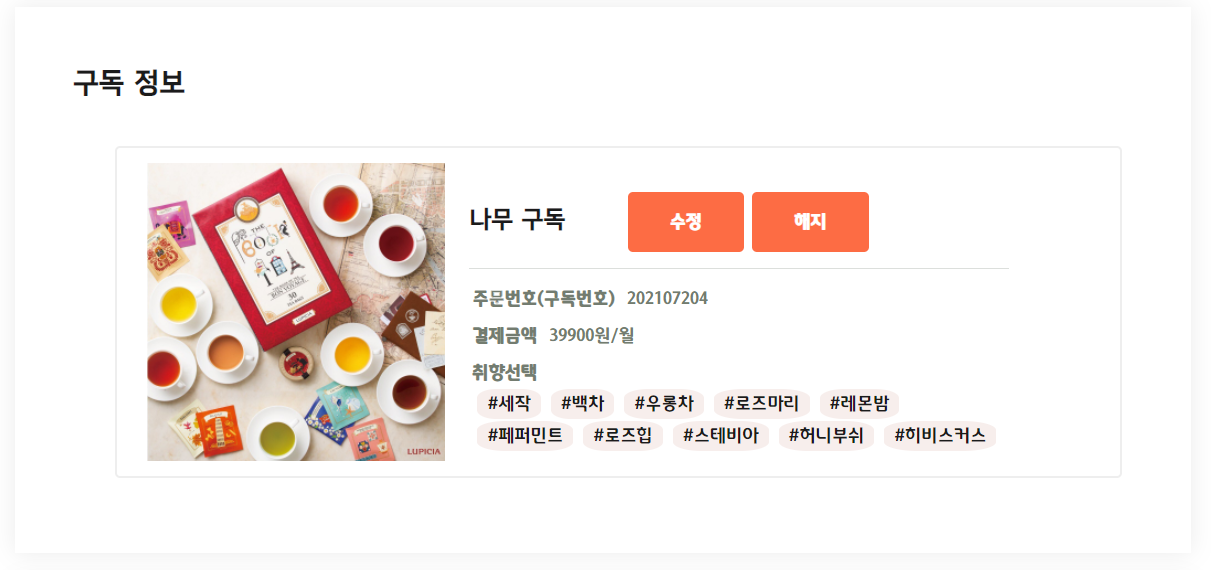 구독 정보
나무 구독
수정
해지
THE
BOOK
OF
TEA
BON VOYAGE
30
LUPICIA
LUPICIA
주문번호(구독번호) 202107204
결제금액 39900원/월
취향선택
#세작 #백차 #우롱차 #로즈마리 #레몬밤
#페퍼민트 #로즈힙 #스테비아 #허니부쉬 #히비스커스